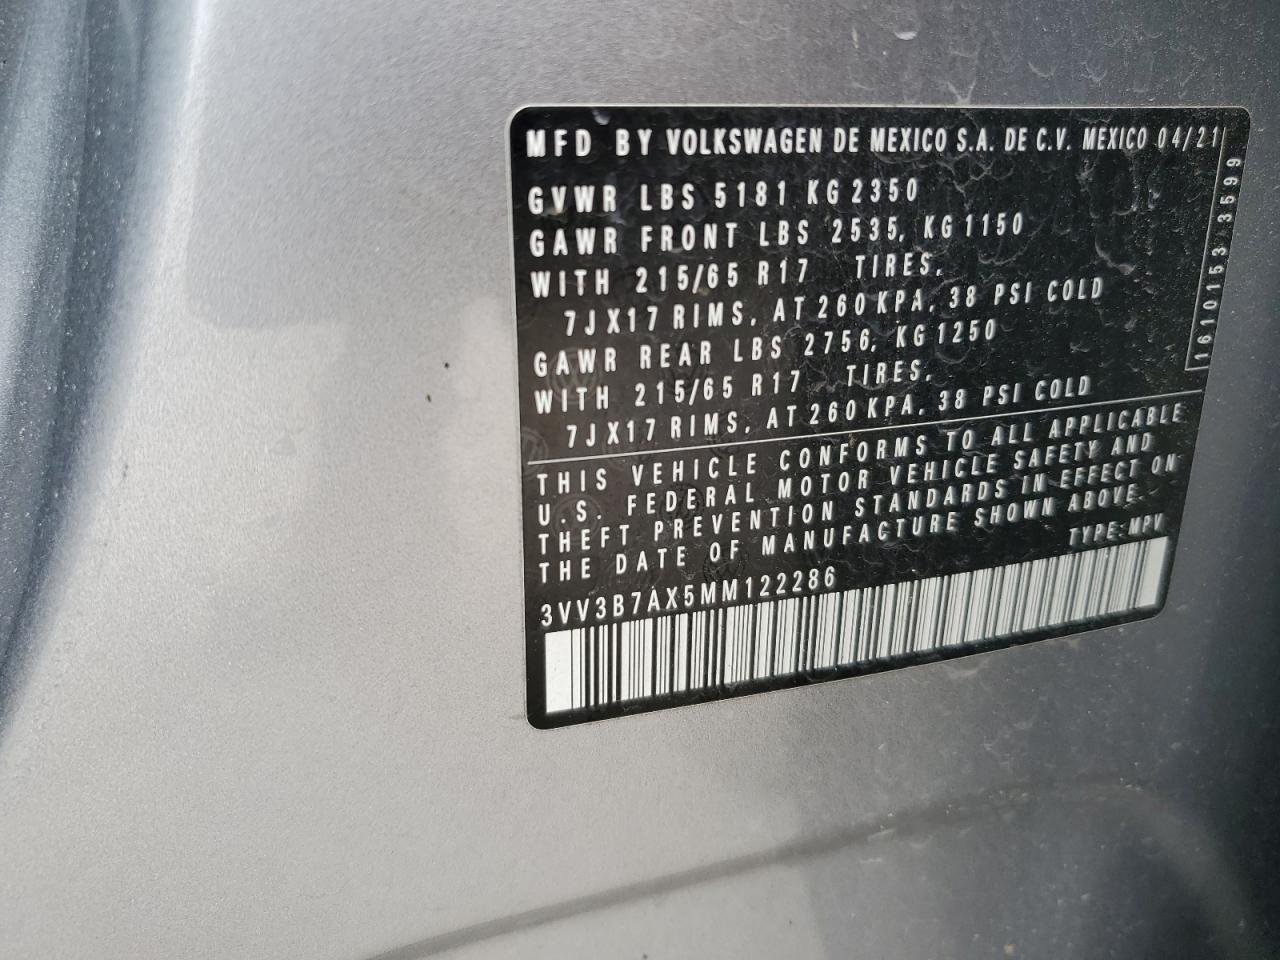 MFD BY VOLKSWAGEN DE MEXICO S.A. DE C.V. MEXICO 04/21
GVWR LBS 5181 KG 2350
GAWR FRONT LBS 2535, KG 1150
WITH 215/65 R17 TIRES,
7JX17 RIMS, AT 260 KPA, 38 PSI COLD
GAWR REAR LBS 2756, KG 1250
WITH 215/65 R17 TIRES,
7JX17 RIMS, AT 260 KPA, 38 PSI COLD
THIS VEHICLE CONFORMS TO ALL APPLICABLE
U.S. FEDERAL MOTOR VEHICLE SAFETY AND
THEFT PREVENTION STANDARDS IN EFFECT ON
THE DATE OF MANUFACTURE SHOWN ABOVE.
TYPE: MPV
3VV3B7AX5MM122286
1610153 3599